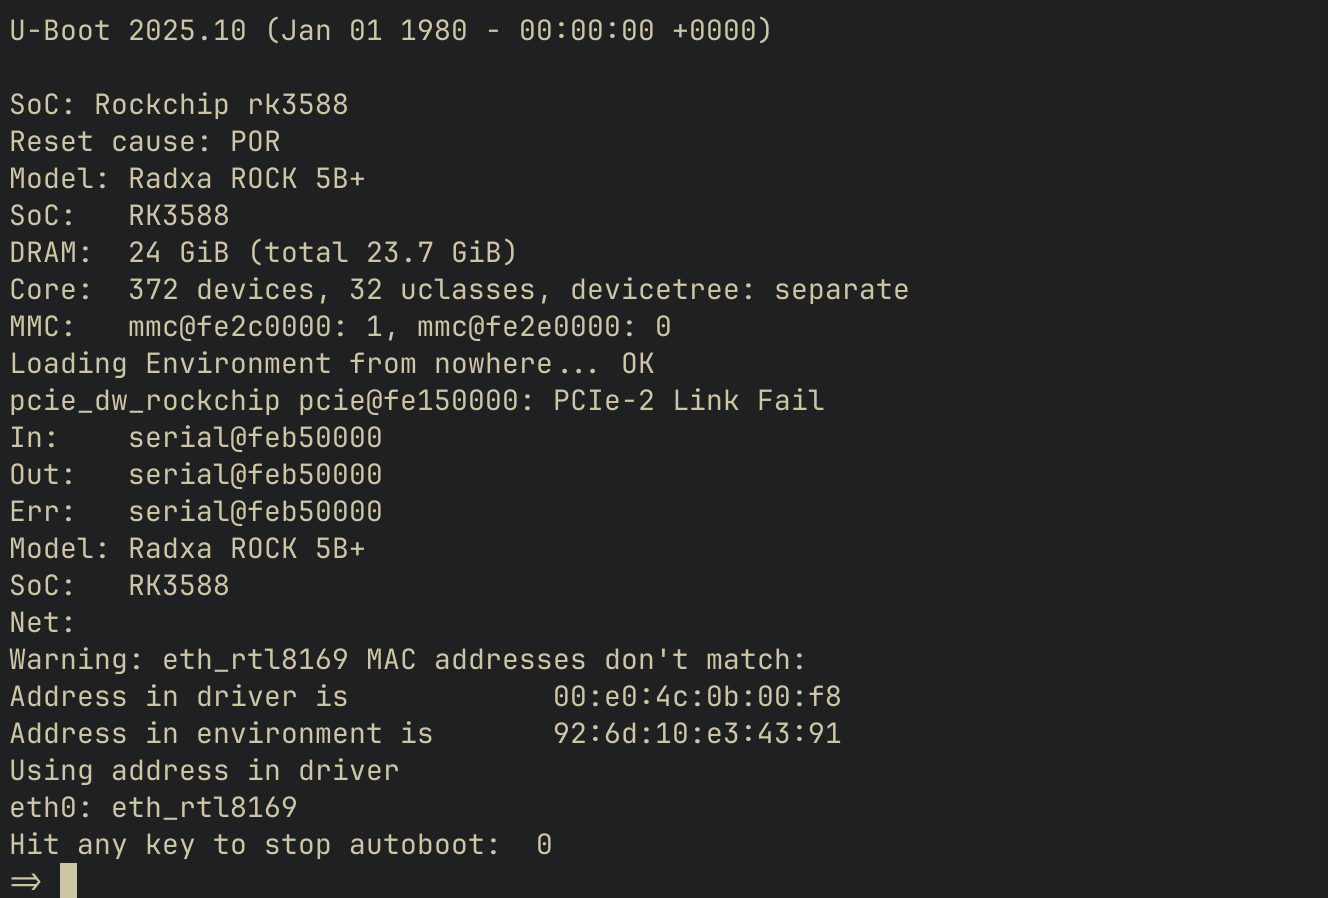 U-Boot 2025.10 (Jan 01 1980 - 00:00:00 +0000)

SoC: Rockchip rk3588
Reset cause: POR
Model: Radxa ROCK 5B+
SoC:   RK3588
DRAM:  24 GiB (total 23.7 GiB)
Core:  372 devices, 32 uclasses, devicetree: separate
MMC:   mmc@fe2c0000: 1, mmc@fe2e0000: 0
Loading Environment from nowhere... OK
pcie_dw_rockchip pcie@fe150000: PCIe-2 Link Fail
In:    serial@feb50000
Out:   serial@feb50000
Err:   serial@feb50000
Model: Radxa ROCK 5B+
SoC:   RK3588
Net:
Warning: eth_rtl8169 MAC addresses don't match:
Address in driver is            00:e0:4c:0b:00:f8
Address in environment is       92:6d:10:e3:43:91
Using address in driver
eth0: eth_rtl8169
Hit any key to stop autoboot:  0
=>